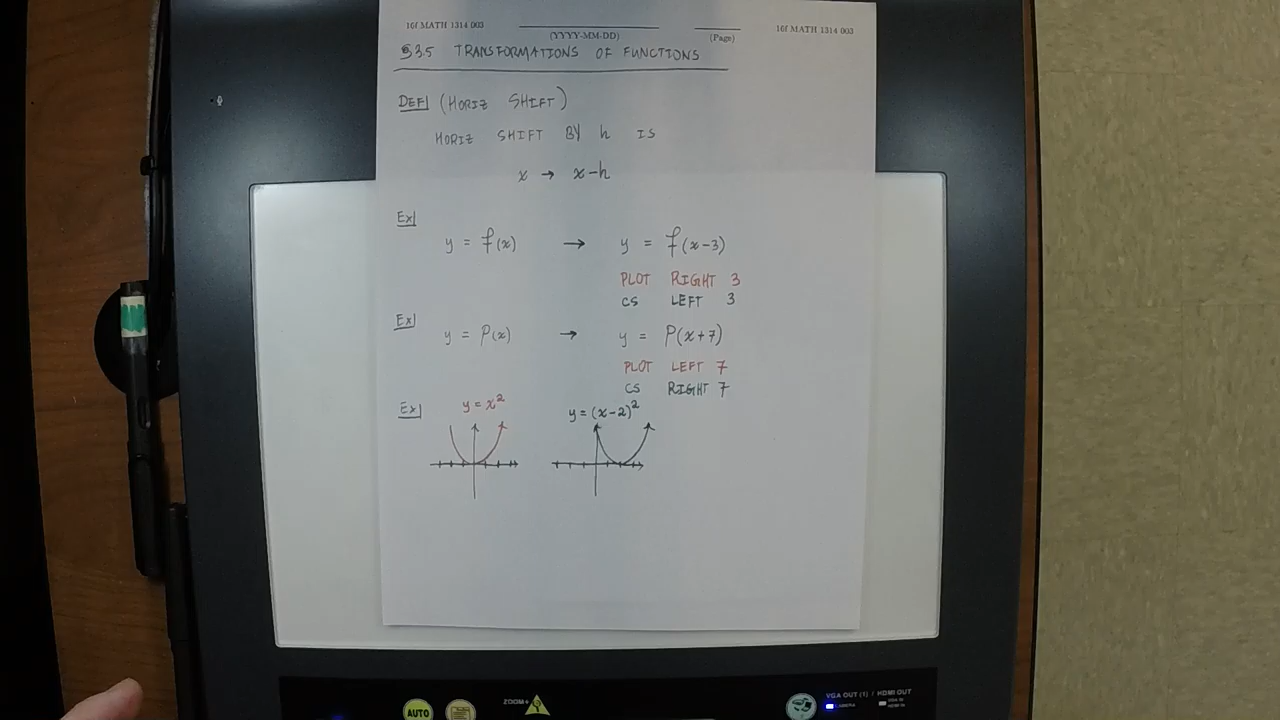 16f MATH 1314 003
(YYYY-MM-DD)
(Page)
16f MATH 1314 003
§3.5 TRANSFORMATIONS OF FUNCTIONS
DEF (HORIZ SHIFT)
HORIZ SHIFT BY h IS
x → x-h
Ex
y = f(x) → y = f(x-3)
PLOT RIGHT 3
CS LEFT 3
Ex
y = P(x) → y = P(x+7)
PLOT LEFT 7
CS RIGHT 7
Ex
y = x²
y = (x-2)²
AUTO
ZOOM+
VGA OUT (1) / HDMI OUT
CAMERA